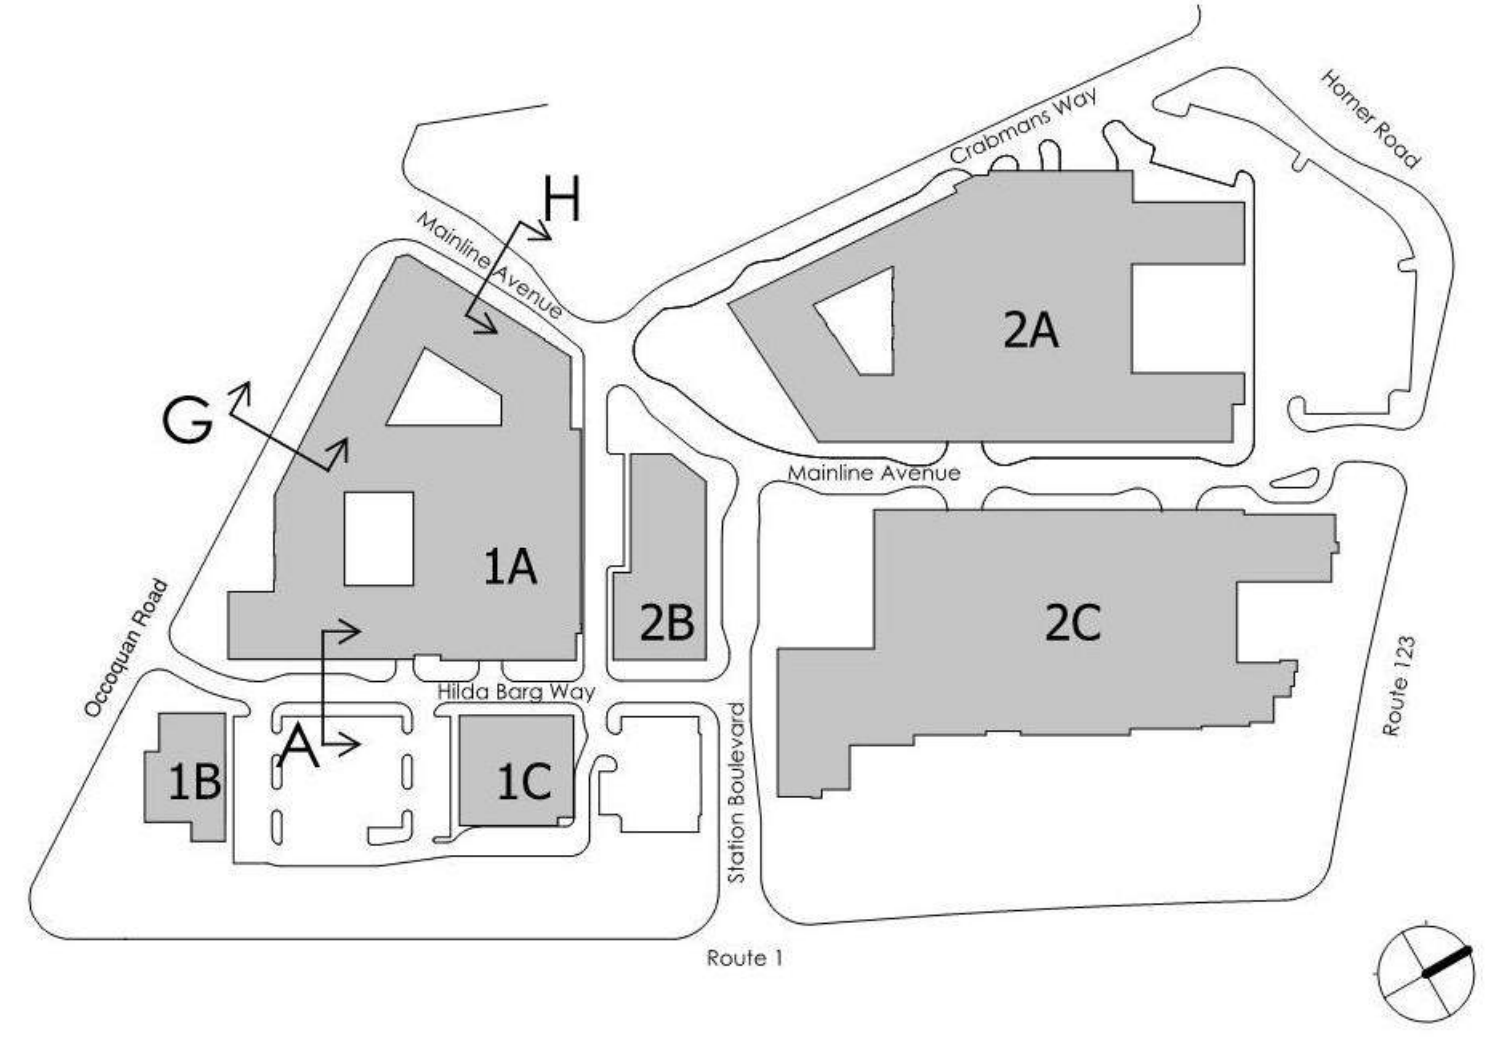 Crabmans Way
Horner Road
H
Mainline Avenue
G
2A
Mainline Avenue
1A
2B
2C
Occoquan Road
Hilda Barg Way
Route 123
A
1B
1C
Station Boulevard
Route 1